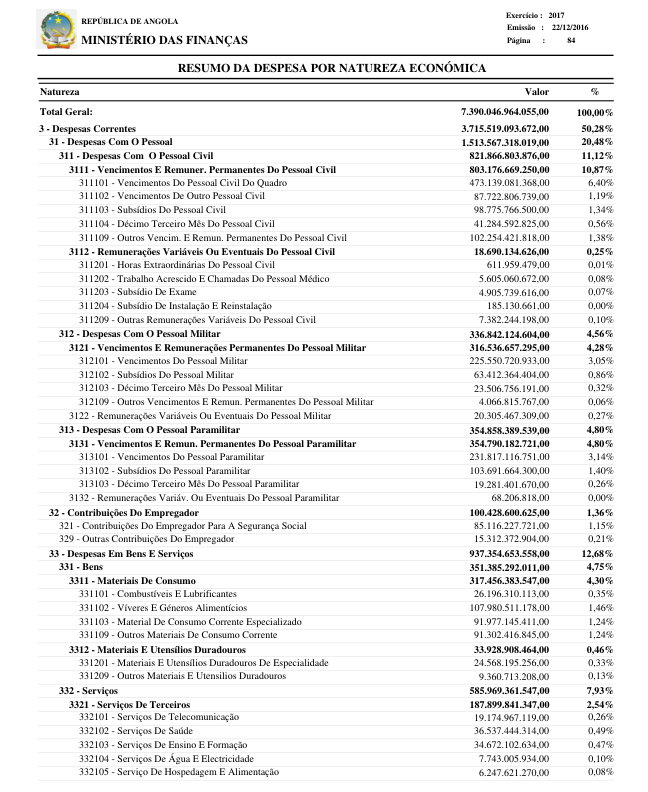 REPÚBLICA DE ANGOLA
MINISTÉRIO DAS FINANÇAS
Exercício : 2017
Emissão : 22/12/2016
Página : 84
RESUMO DA DESPESA POR NATUREZA ECONÓMICA
Natureza Valor %
Total Geral: 7.390.046.964.055,00 100,00%
3 - Despesas Correntes 3.715.519.093.672,00 50,28%
31 - Despesas Com O Pessoal 1.513.567.318.019,00 20,48%
311 - Despesas Com O Pessoal Civil 821.866.803.876,00 11,12%
3111 - Vencimentos E Remuner. Permanentes Do Pessoal Civil 803.176.669.250,00 10,87%
311101 - Vencimentos Do Pessoal Civil Do Quadro 473.139.081.368,00 6,40%
311102 - Vencimentos De Outro Pessoal Civil 87.722.806.739,00 1,19%
311103 - Subsídios Do Pessoal Civil 98.775.766.500,00 1,34%
311104 - Décimo Terceiro Mês Do Pessoal Civil 41.284.592.825,00 0,56%
311109 - Outros Vencim. E Remun. Permanentes Do Pessoal Civil 102.254.421.818,00 1,38%
3112 - Remunerações Variáveis Ou Eventuais Do Pessoal Civil 18.690.134.626,00 0,25%
311201 - Horas Extraordinárias Do Pessoal Civil 611.959.479,00 0,01%
311202 - Trabalho Acrescido E Chamadas Do Pessoal Médico 5.605.060.672,00 0,08%
311203 - Subsídio De Exame 4.905.739.616,00 0,07%
311204 - Subsídio De Instalação E Reinstalação 185.130.661,00 0,00%
311209 - Outras Remunerações Variáveis Do Pessoal Civil 7.382.244.198,00 0,10%
312 - Despesas Com O Pessoal Militar 336.842.124.604,00 4,56%
3121 - Vencimentos E Remunerações Permanentes Do Pessoal Militar 316.536.657.295,00 4,28%
312101 - Vencimentos Do Pessoal Militar 225.550.720.933,00 3,05%
312102 - Subsídios Do Pessoal Militar 63.412.364.404,00 0,86%
312103 - Décimo Terceiro Mês Do Pessoal Militar 23.506.756.191,00 0,32%
312109 - Outros Vencimentos E Remun. Permanentes Do Pessoal Militar 4.066.815.767,00 0,06%
3122 - Remunerações Variáveis Ou Eventuais Do Pessoal Militar 20.305.467.309,00 0,27%
313 - Despesas Com O Pessoal Paramilitar 354.858.389.539,00 4,80%
3131 - Vencimentos E Remun. Permanentes Do Pessoal Paramilitar 354.790.182.721,00 4,80%
313101 - Vencimentos Do Pessoal Paramilitar 231.817.116.751,00 3,14%
313102 - Subsídios Do Pessoal Paramilitar 103.691.664.300,00 1,40%
313103 - Décimo Terceiro Mês Do Pessoal Paramilitar 19.281.401.670,00 0,26%
3132 - Remunerações Variáv. Ou Eventuais Do Pessoal Paramilitar 68.206.818,00 0,00%
32 - Contribuições Do Empregador 100.428.600.625,00 1,36%
321 - Contribuições Do Empregador Para A Segurança Social 85.116.227.721,00 1,15%
329 - Outras Contribuições Do Empregador 15.312.372.904,00 0,21%
33 - Despesas Em Bens E Serviços 937.354.653.558,00 12,68%
331 - Bens 351.385.292.011,00 4,75%
3311 - Materiais De Consumo 317.456.383.547,00 4,30%
331101 - Combustíveis E Lubrificantes 26.196.310.113,00 0,35%
331102 - Víveres E Géneros Alimentícios 107.980.511.178,00 1,46%
331103 - Material De Consumo Corrente Especializado 91.977.145.411,00 1,24%
331109 - Outros Materiais De Consumo Corrente 91.302.416.845,00 1,24%
3312 - Materiais E Utensílios Duradouros 33.928.908.464,00 0,46%
331201 - Materiais E Utensílios Duradouros De Especialidade 24.568.195.256,00 0,33%
331209 - Outros Materiais E Utensílios Duradouros 9.360.713.208,00 0,13%
332 - Serviços 585.969.361.547,00 7,93%
3321 - Serviços De Terceiros 187.899.841.347,00 2,54%
332101 - Serviços De Telecomunicação 19.174.967.119,00 0,26%
332102 - Serviços De Saúde 36.537.444.314,00 0,49%
332103 - Serviços De Ensino E Formação 34.672.102.634,00 0,47%
332104 - Serviços De Água E Electricidade 7.743.005.934,00 0,10%
332105 - Serviço De Hospedagem E Alimentação 6.247.621.270,00 0,08%